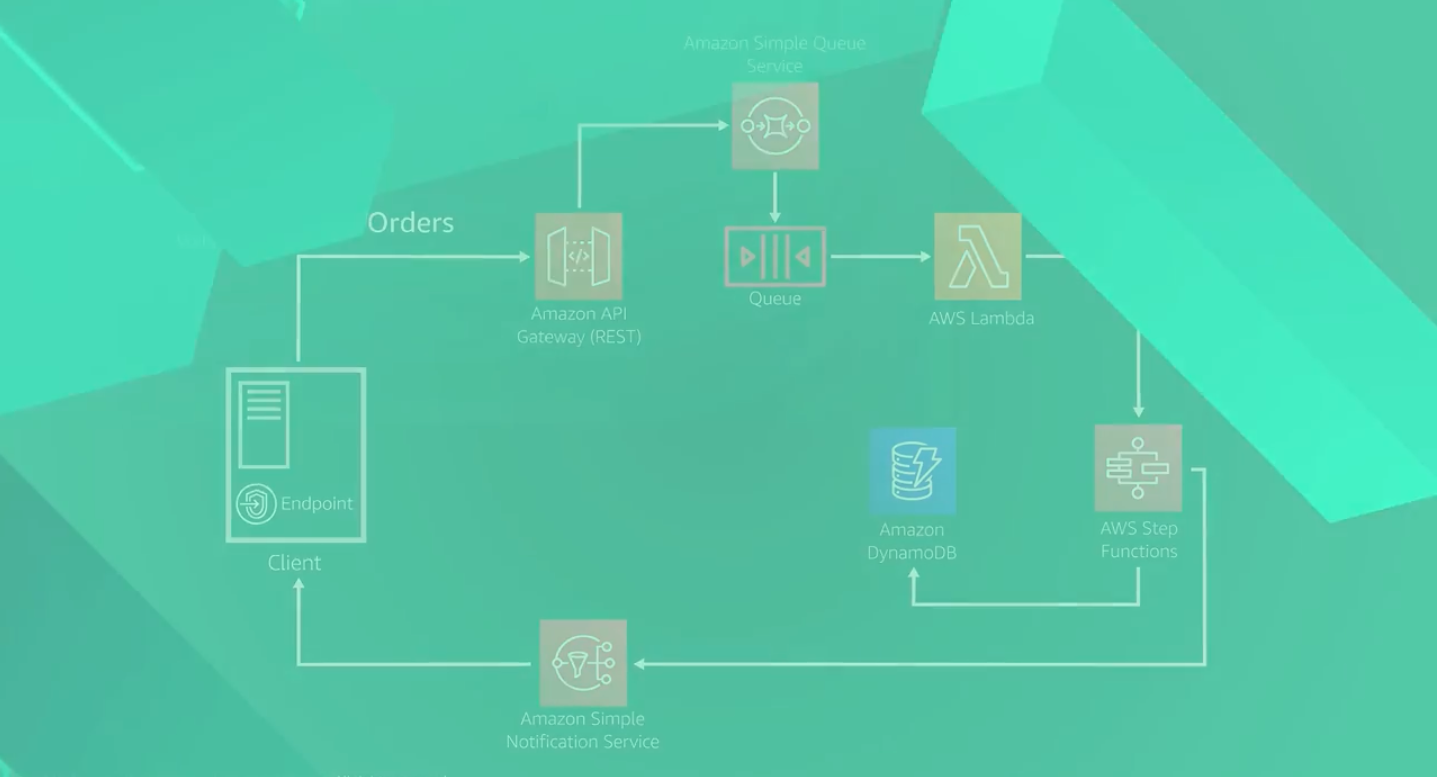 Amazon Simple Queue
Service
Orders
Amazon API
Gateway (REST)
Queue
AWS Lambda
Endpoint
Client
Amazon
DynamoDB
AWS Step
Functions
Amazon Simple
Notification Service